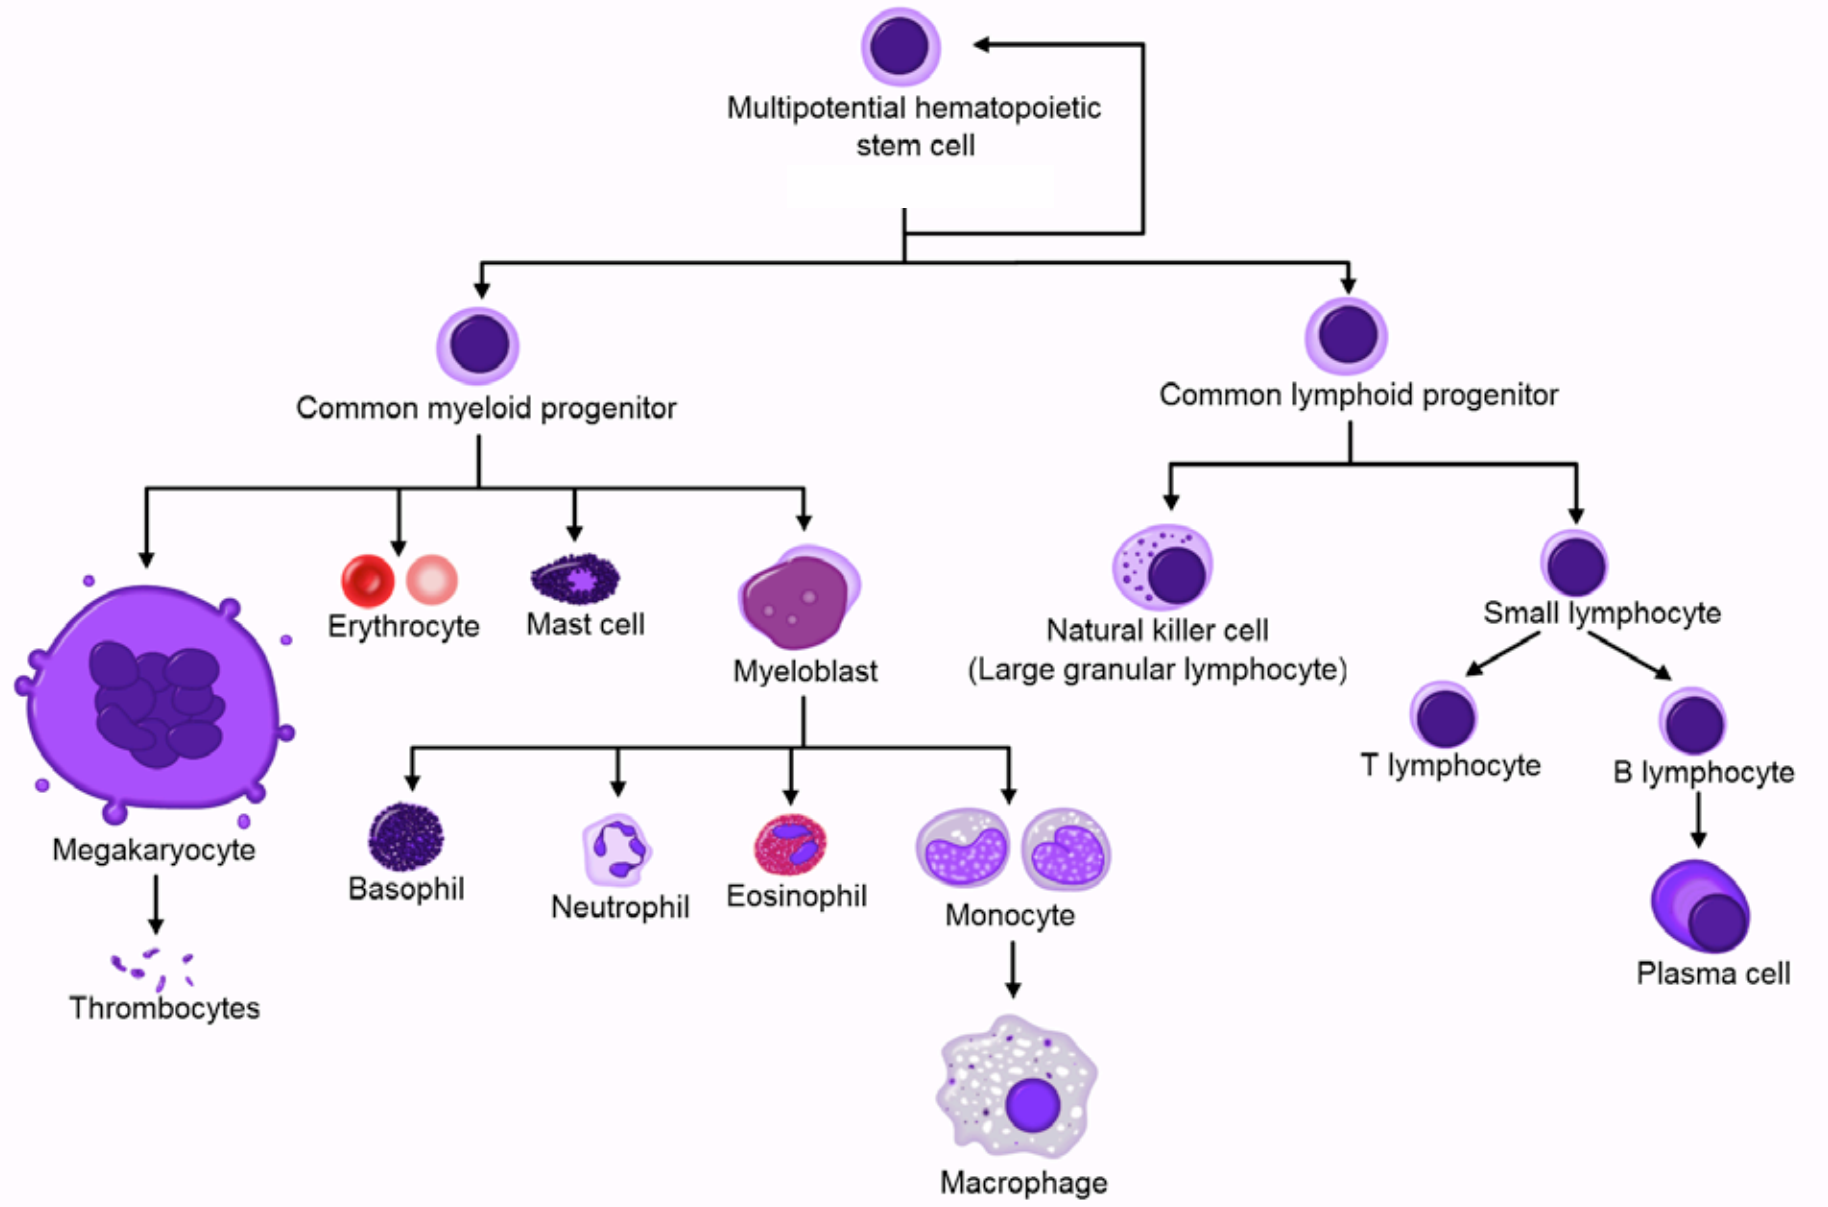 Multipotential hematopoietic
stem cell
Common myeloid progenitor
Common lymphoid progenitor
Erythrocyte
Mast cell
Myeloblast
Natural killer cell
(Large granular lymphocyte)
Small lymphocyte
T lymphocyte
B lymphocyte
Megakaryocyte
Basophil
Neutrophil
Eosinophil
Monocyte
Plasma cell
Thrombocytes
Macrophage